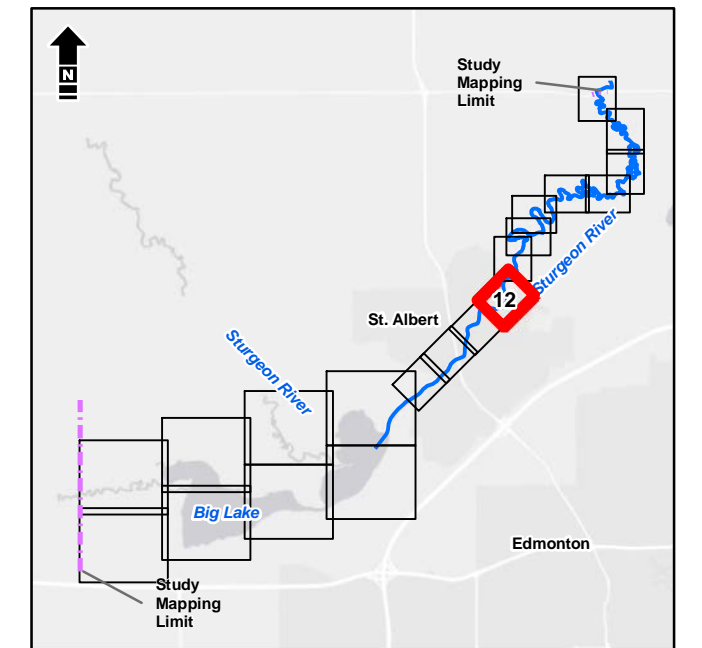 N
Study
Mapping
Limit
Sturgeon River
12
St. Albert
Sturgeon River
Big Lake
Edmonton
Study
Mapping
Limit